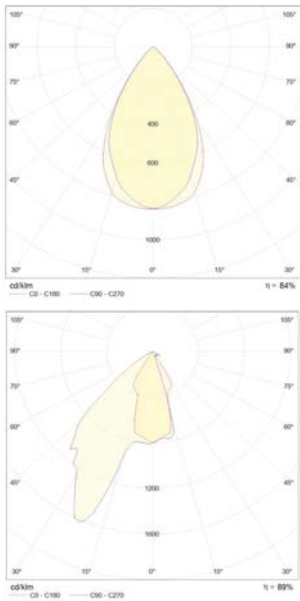 105° 105°
90° 90°
75° 75°
60° 60°
400
45° 600 45°
1000
30° 15° 0° 15° 30°
cd/klm η = 84%
C0 - C180 C90 - C270
105° 105°
90° 90°
75° 75°
60° 60°
1200
45° 45°
1600
30° 15° 0° 15° 30°
cd/klm η = 89%
C0 - C180 C90 - C270